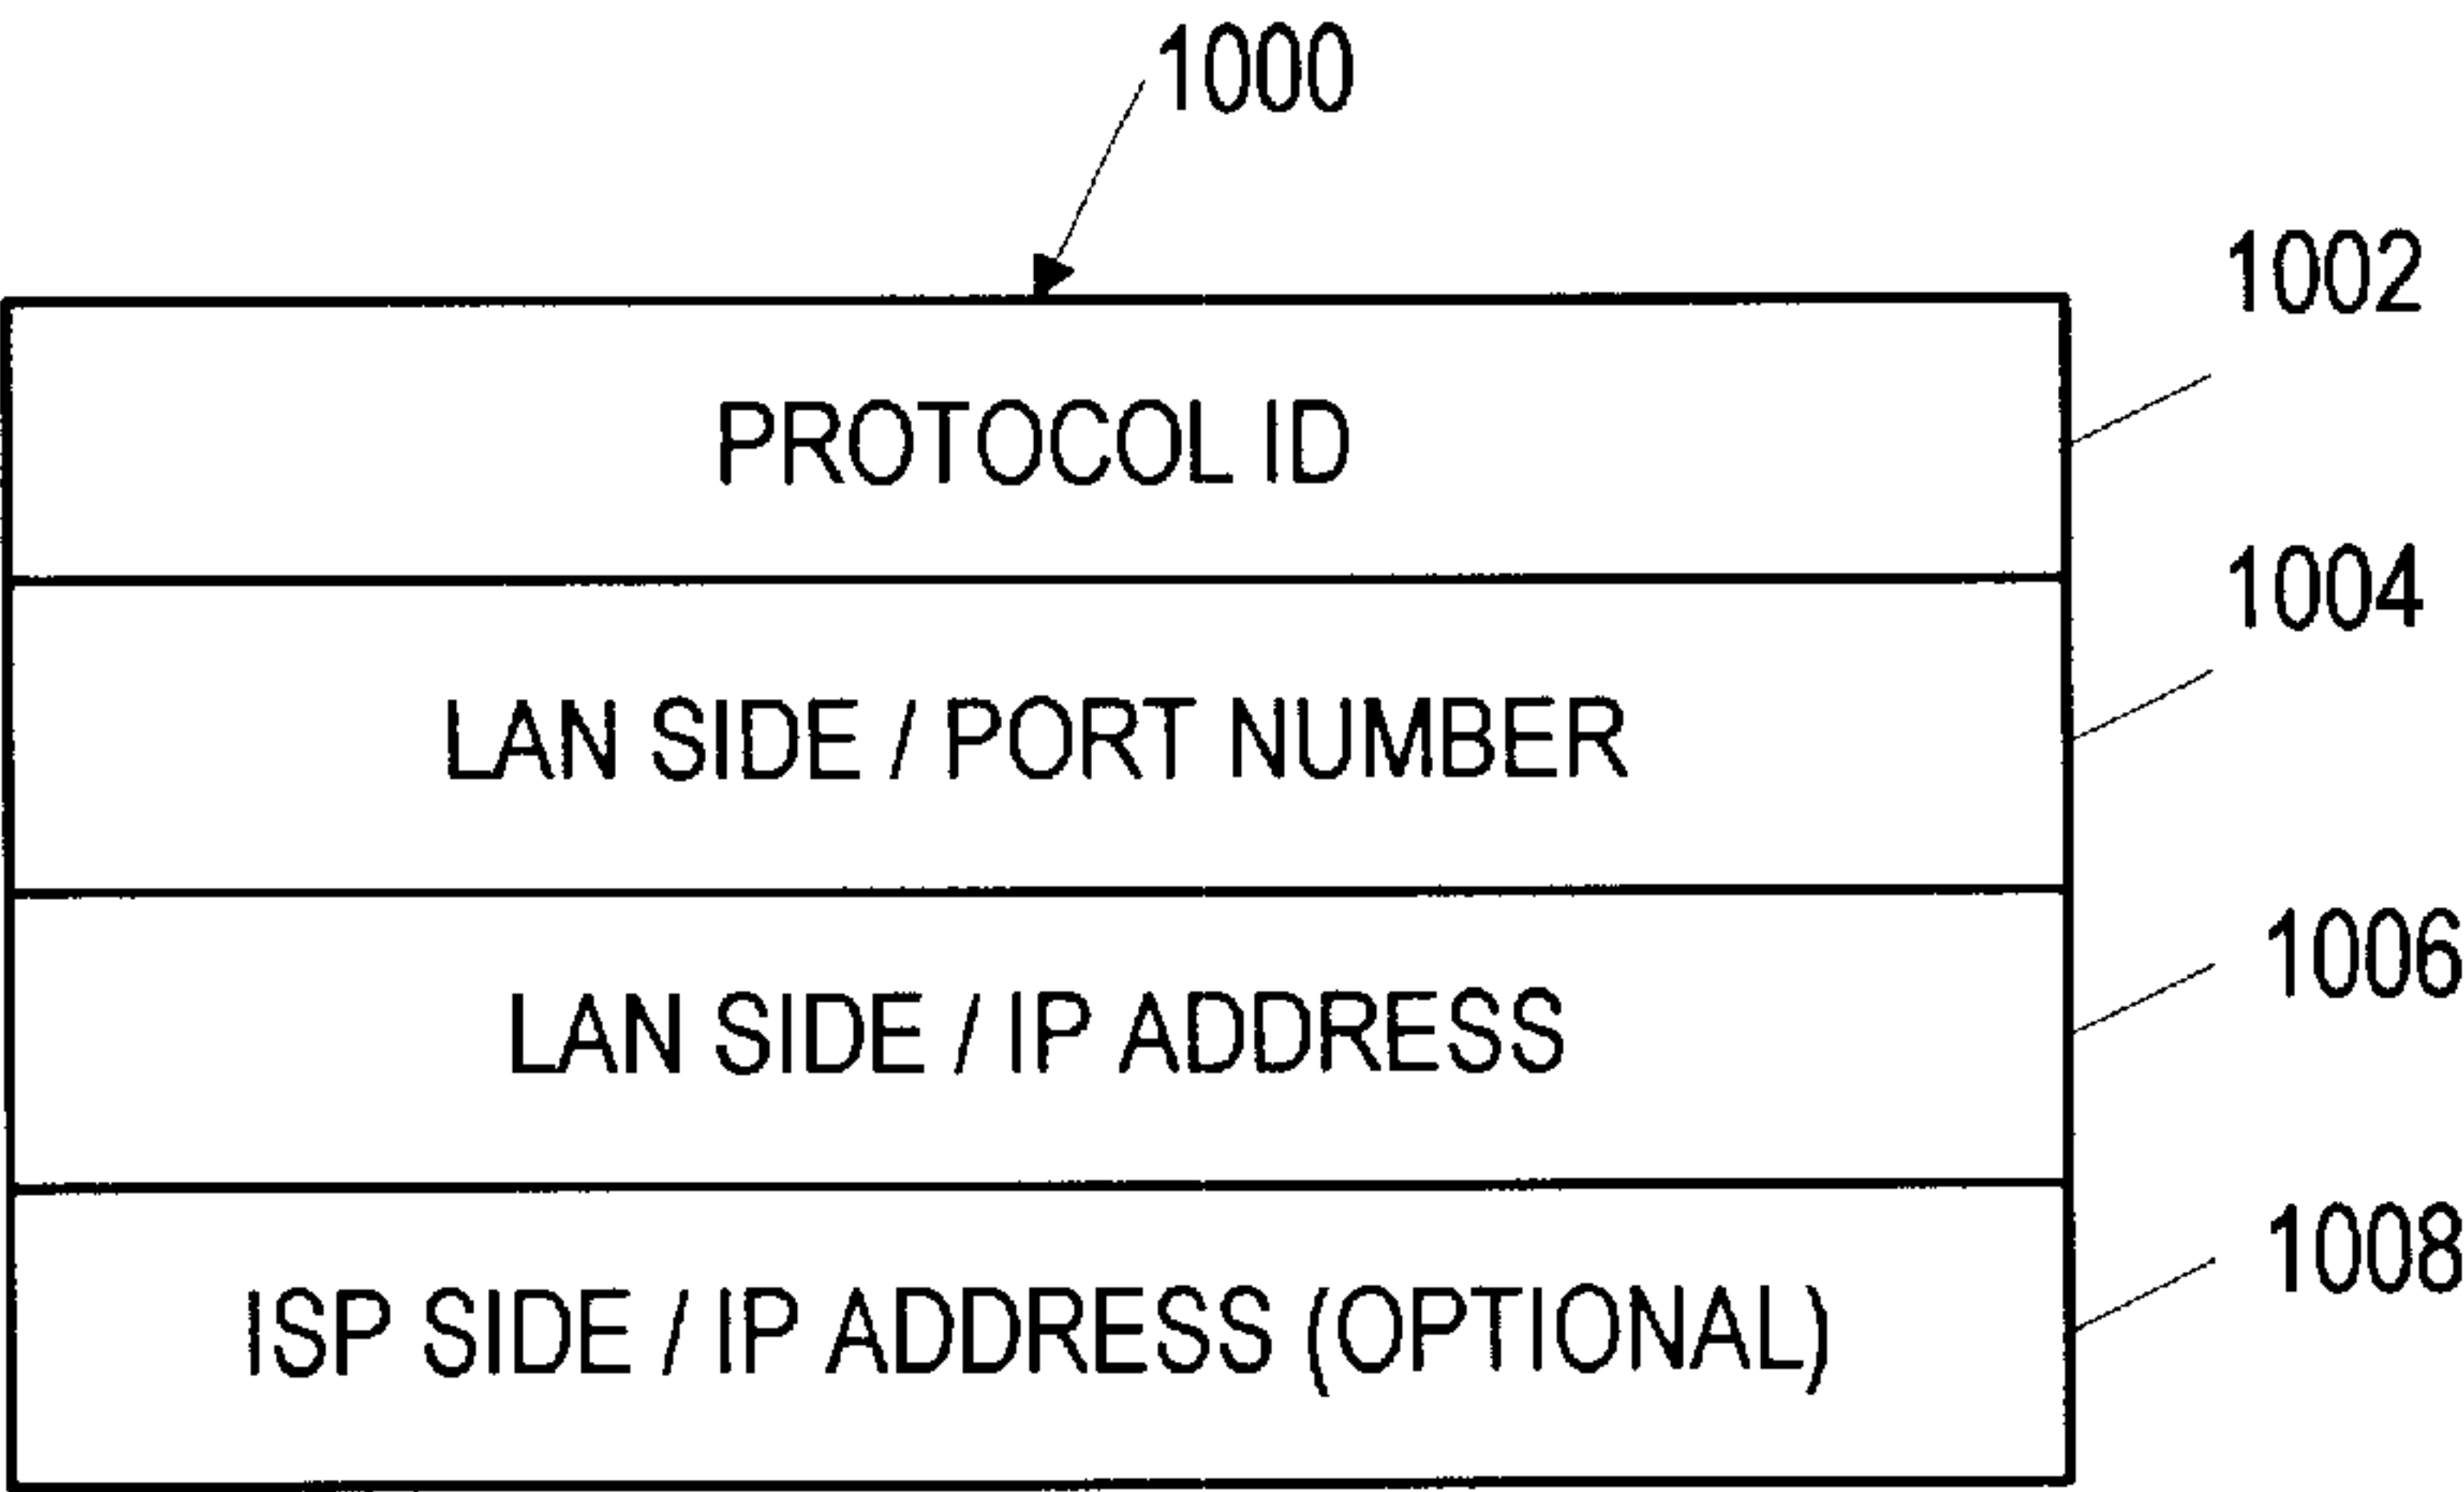 1000
1002
PROTOCOL ID
1004
LAN SIDE / PORT NUMBER
1006
LAN SIDE / IP ADDRESS
1008
ISP SIDE / IP ADDRESS (OPTIONAL)